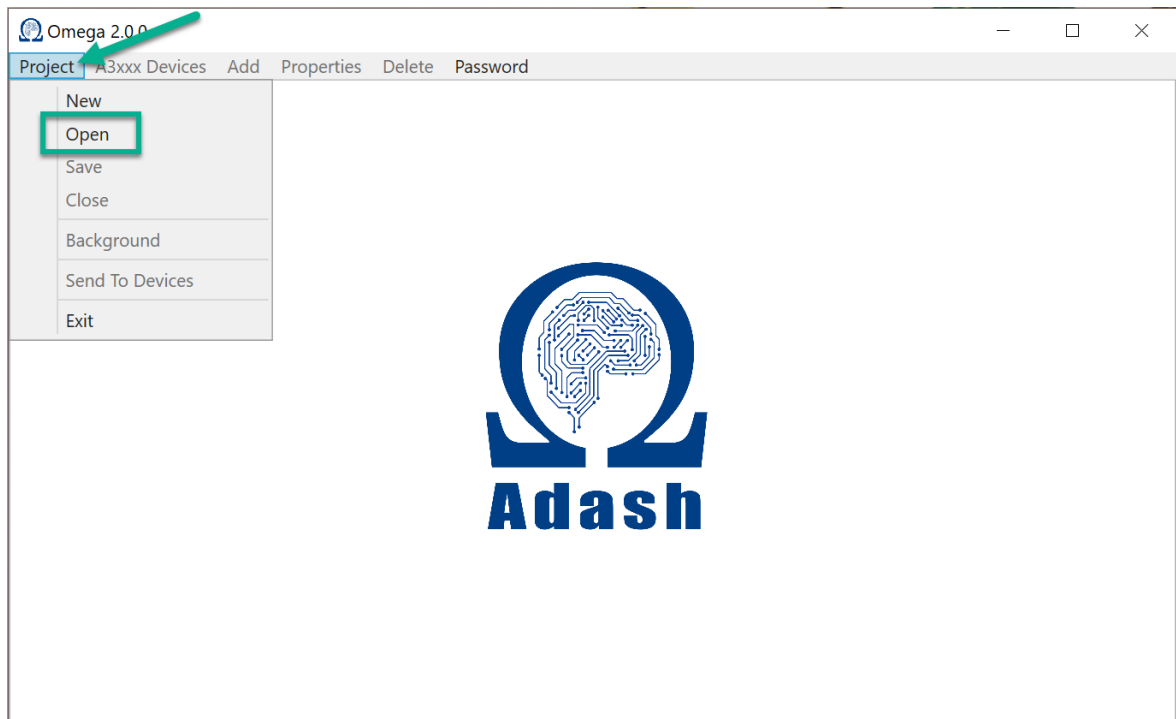 Omega 2.0.0
Project A3xxx Devices Add Properties Delete Password
New
Open
Save
Close
Background
Send To Devices
Exit
Adash